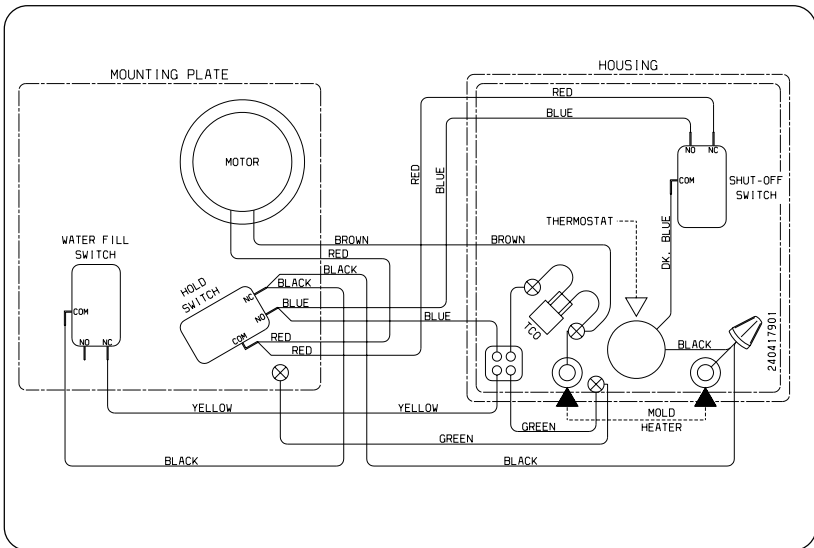 HOUSING
MOUNTING PLATE
RED
BLUE
MOTOR
RED
BLUE
NO NC
COM
SHUT-OFF
SWITCH
THERMOSTAT
DK. BLUE
WATER FILL
SWITCH
BROWN
BROWN
RED
BLACK
HOLD
SWITCH
NC
BLACK
BLUE
NO
BLUE
COM
NO NC
COM
RED
RED
TCO
BLACK
240417901
YELLOW
YELLOW
GREEN
MOLD
HEATER
GREEN
BLACK
BLACK